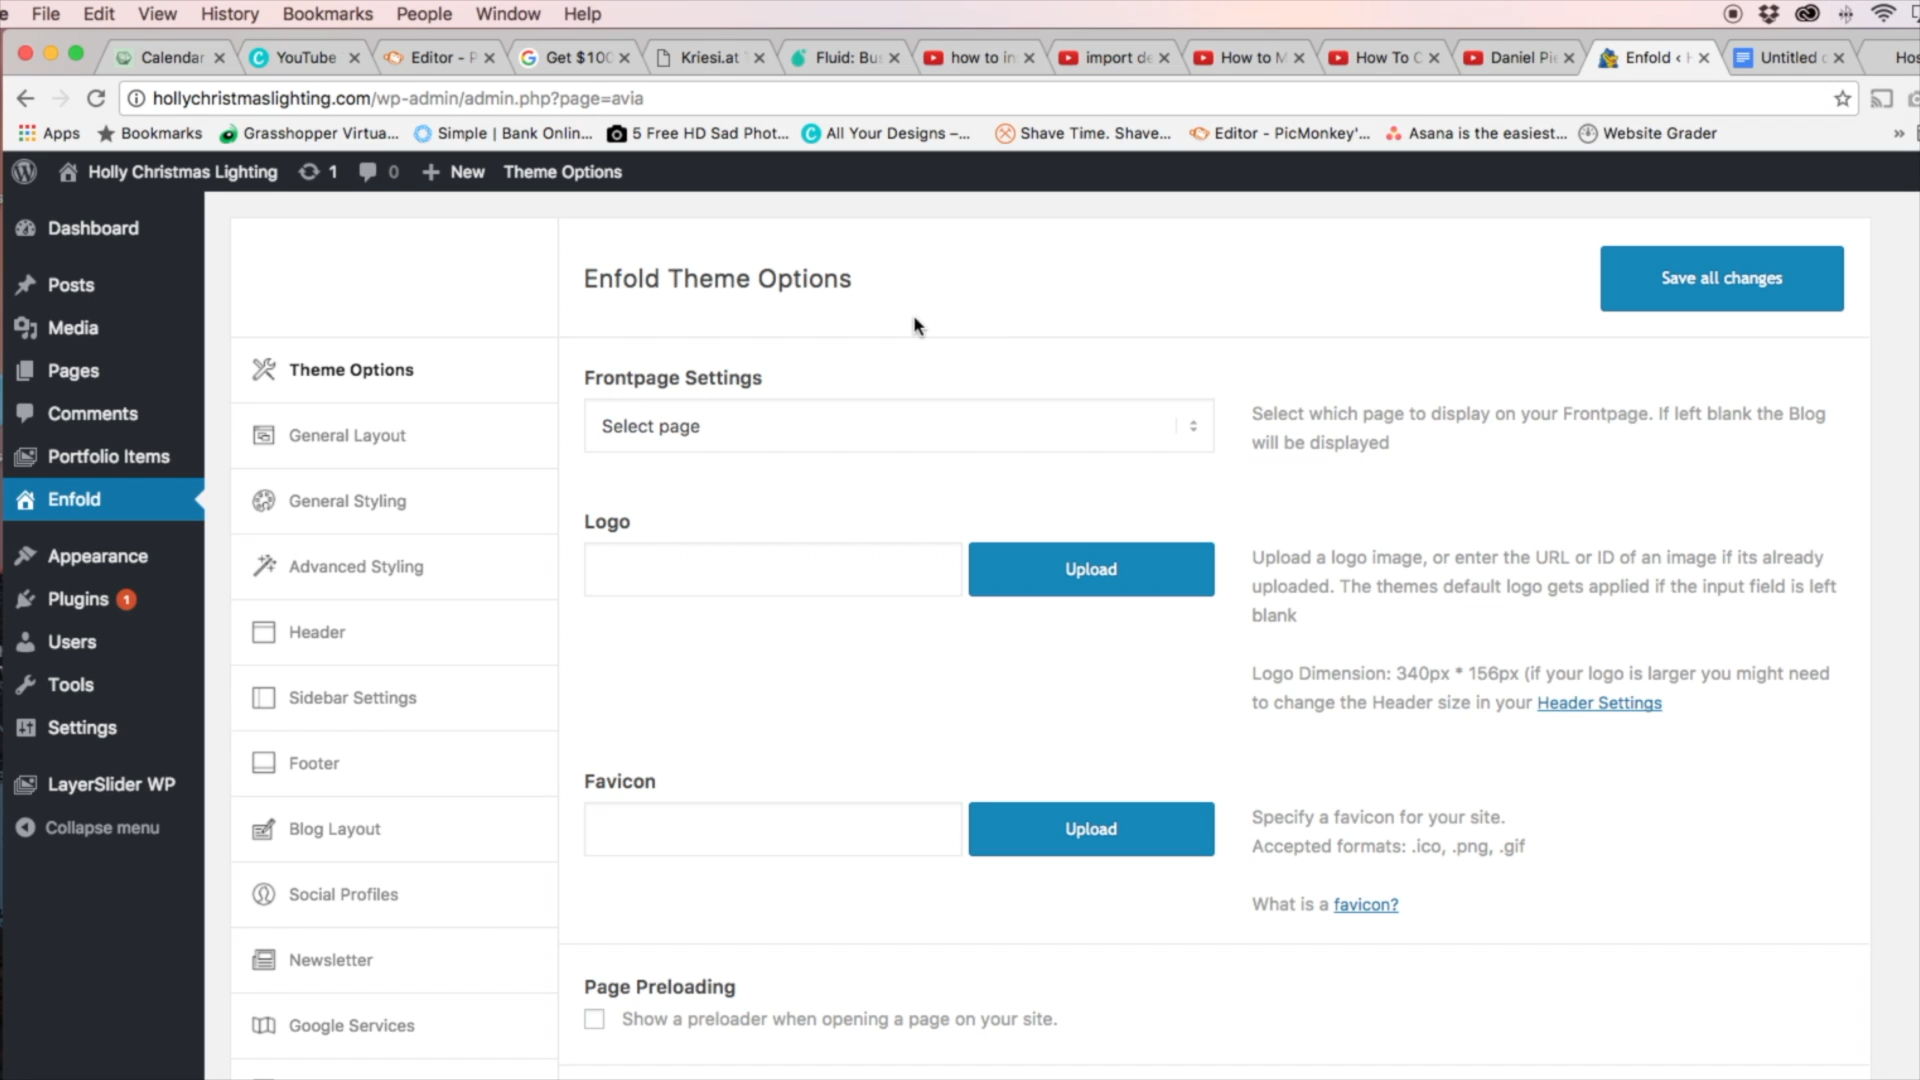 File Edit View History Bookmarks People Window Help
Calendar YouTube Editor - P Get $100 Kriesi.at Fluid: Bus how to in import de How to M How To C Daniel Pi Enfold ‹ Untitled Hos
hollychristmaslighting.com/wp-admin/admin.php?page=avia
Apps Bookmarks Grasshopper Virtua... Simple | Bank Onlin... 5 Free HD Sad Phot... All Your Designs –... Shave Time. Shave... Editor - PicMonkey'... Asana is the easiest... Website Grader »
Holly Christmas Lighting 1 0 + New Theme Options
Dashboard
Posts
Media
Pages
Comments
Portfolio Items
Enfold
Appearance
Plugins 1
Users
Tools
Settings
LayerSlider WP
Collapse menu
Theme Options
General Layout
General Styling
Advanced Styling
Header
Sidebar Settings
Footer
Blog Layout
Social Profiles
Newsletter
Google Services
Enfold Theme Options
Save all changes
Frontpage Settings
Select page
Select which page to display on your Frontpage. If left blank the Blog
will be displayed
Logo
Upload
Upload a logo image, or enter the URL or ID of an image if its already
uploaded. The themes default logo gets applied if the input field is left
blank
Logo Dimension: 340px * 156px (if your logo is larger you might need
to change the Header size in your Header Settings
Favicon
Upload
Specify a favicon for your site.
Accepted formats: .ico, .png, .gif
What is a favicon?
Page Preloading
Show a preloader when opening a page on your site.